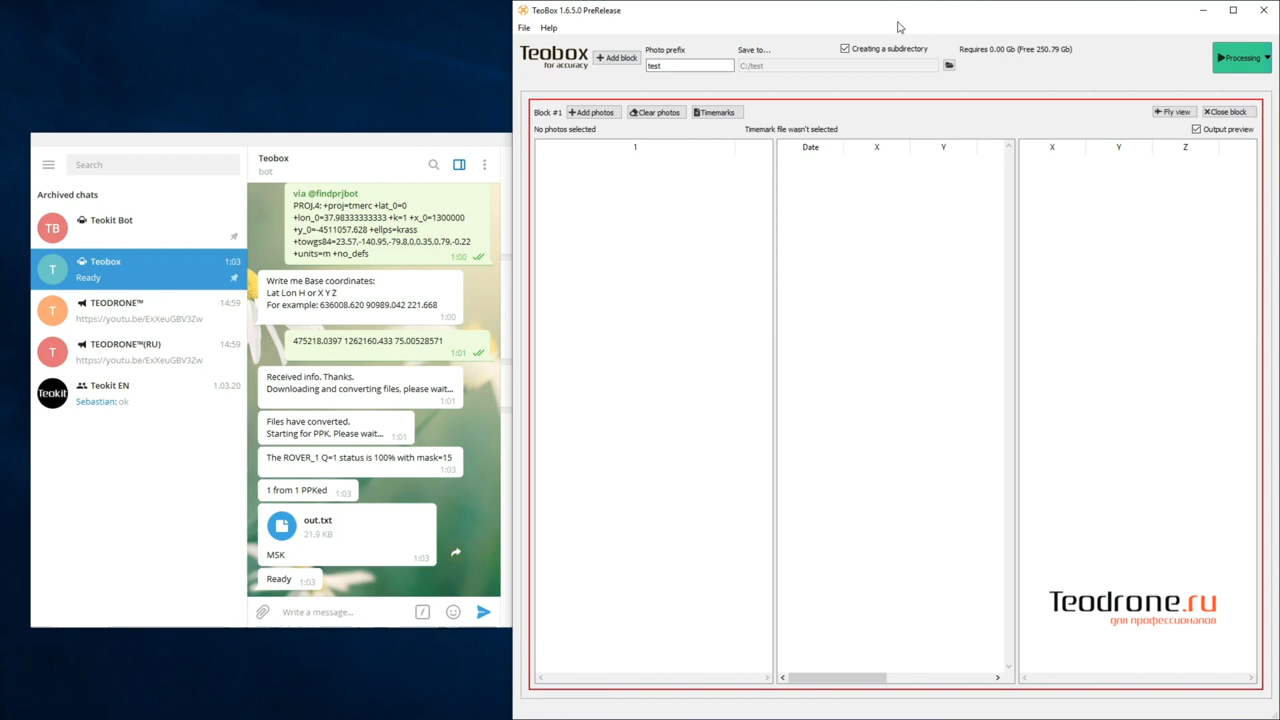 TeoBox 1.6.5.0 PreRelease
File Help
Teobox
for accuracy
Add block
Photo prefix
test
Save to...
C:/test
Creating a subdirectory
Requires 0.00 Gb (Free 250.79 Gb)
Processing
Block #1
Add photos
Clear photos
Timemarks
Fly view
Close block
No photos selected
Timemark file wasn't selected
Output preview
1
Date X Y
X Y Z
Teodrone.ru
для профессионалов
Search
Archived chats
TB
Teokit Bot
T
Teobox 1:03
Ready
T
TEODRONE™ 14:59
https://youtu.be/ExXeuGBV3Zw
T
TEODRONE™(RU) 14:59
https://youtu.be/ExXeuGBV3Zw
Teokit
Teokit EN 1.03.20
Sebastian: ok
Teobox
bot
via @findprjbot
PROJ.4: +proj=tmerc +lat_0=0
+lon_0=37.98333333333 +k=1 +x_0=1300000
+y_0=-4511057.628 +ellps=krass
+towgs84=23.57,-140.95,-79.8,0,0.35,0.79,-0.22
+units=m +no_defs
1:00
Write me Base coordinates:
Lat Lon H or X Y Z
For example: 636008.620 90989.042 221.668
1:00
475218.0397 1262160.433 75.00528571
1:01
Received info. Thanks.
Downloading and converting files, please wait...
1:01
Files have converted.
Starting for PPK, Please wait...
1:01
The ROVER_1 Q=1 status is 100% with mask=15
1:03
1 from 1 PPKed 1:03
out.txt
21.9 KB
MSK 1:03
Ready 1:03
Write a message...
/